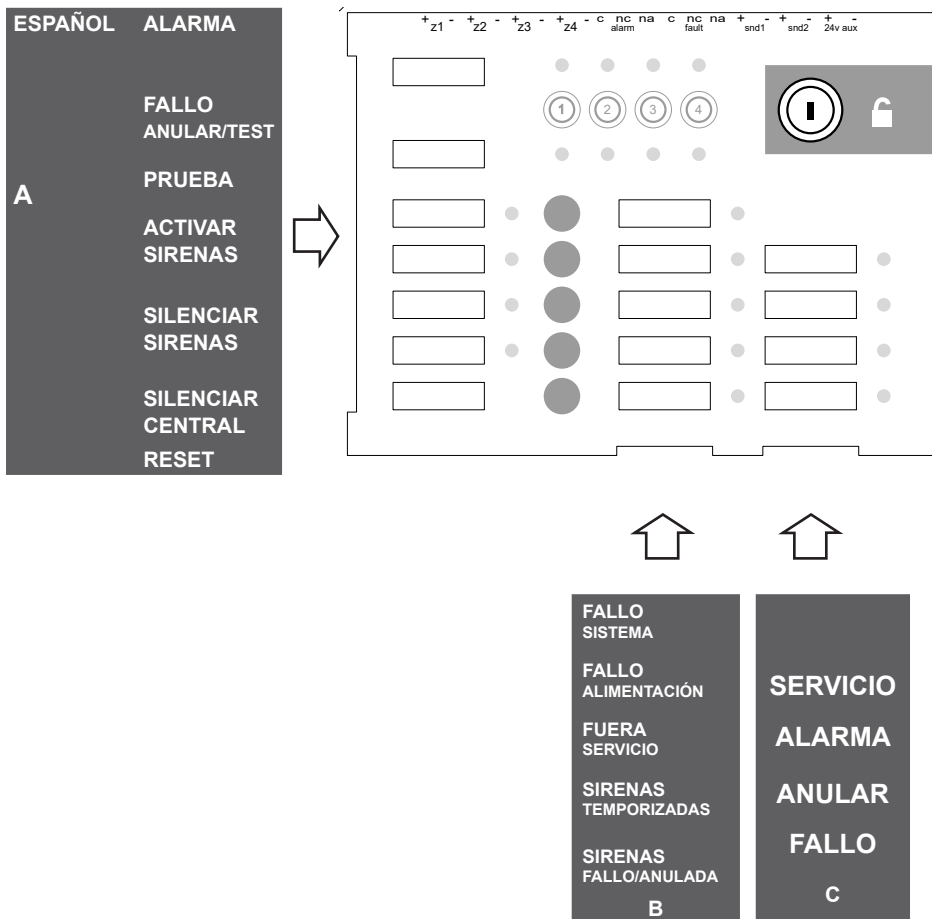 ESPAÑOL ALARMA
FALLO
ANULAR/TEST
PRUEBA
A
ACTIVAR
SIRENAS
SILENCIAR
SIRENAS
SILENCIAR
CENTRAL
RESET
+ - + - + - + - c nc na c nc na + - + - + -
z1 z2 z3 z4 alarm fault snd1 snd2 24v aux
1 2 3 4
FALLO
SISTEMA
FALLO
ALIMENTACIÓN
FUERA
SERVICIO
SIRENAS
TEMPORIZADAS
SIRENAS
FALLO/ANULADA
B
SERVICIO
ALARMA
ANULAR
FALLO
C